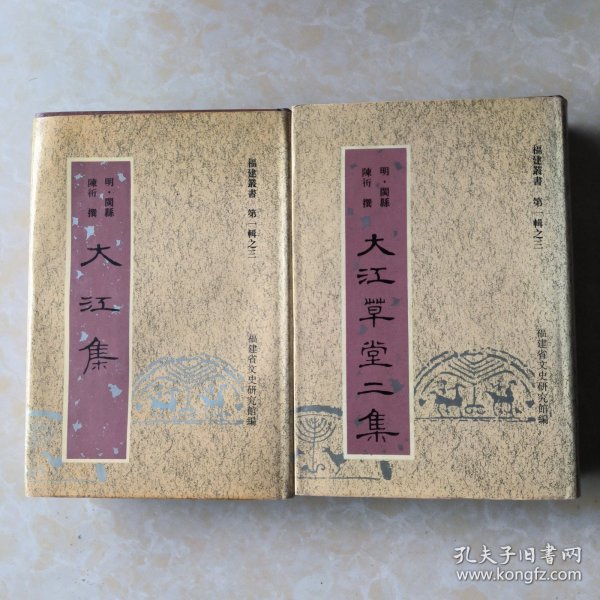 福建叢書 第一輯之三
明·閩縣
陳衎 撰
大江集
福建省文史研究館編
福建叢書 第一輯之三
明·閩縣
陳衎 撰
大江草堂二集
福建省文史研究館編
孔夫子旧书网
www.kongfz.com